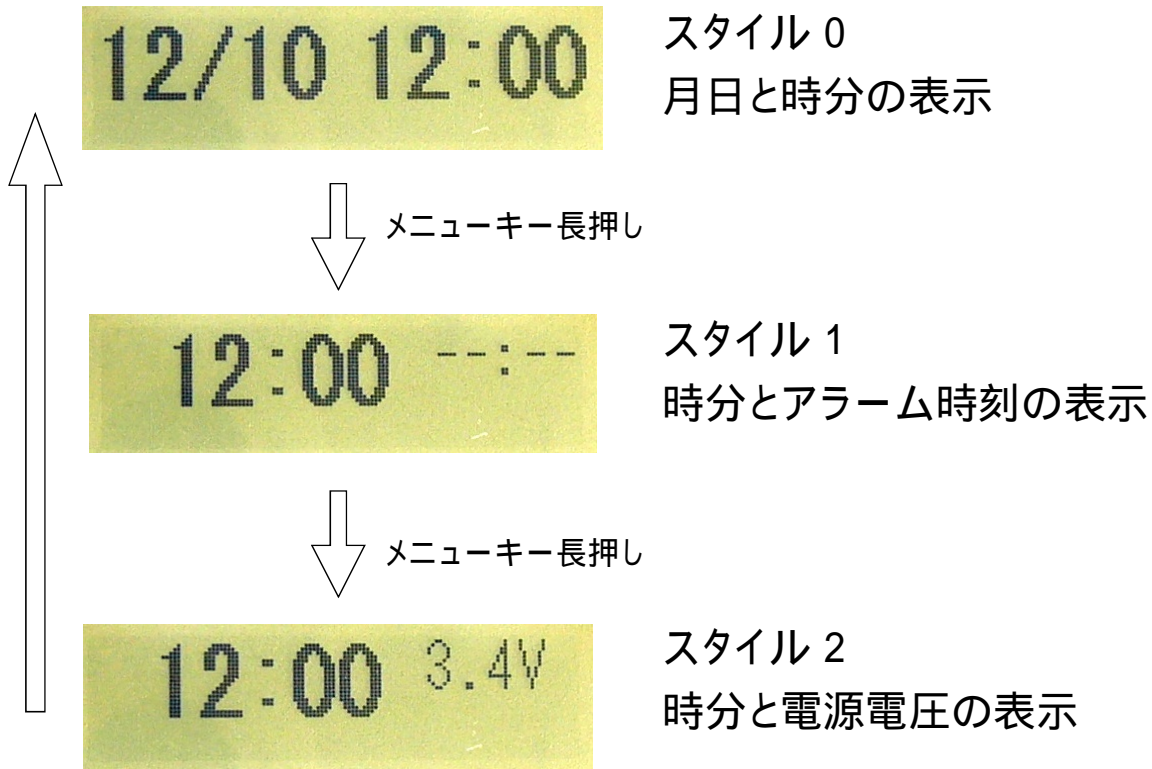 12/10 12:00
スタイル 0
月日と時分の表示
メニューキー長押し
12:00 --:--
スタイル 1
時分とアラーム時刻の表示
メニューキー長押し
12:00 3.4V
スタイル 2
時分と電源電圧の表示